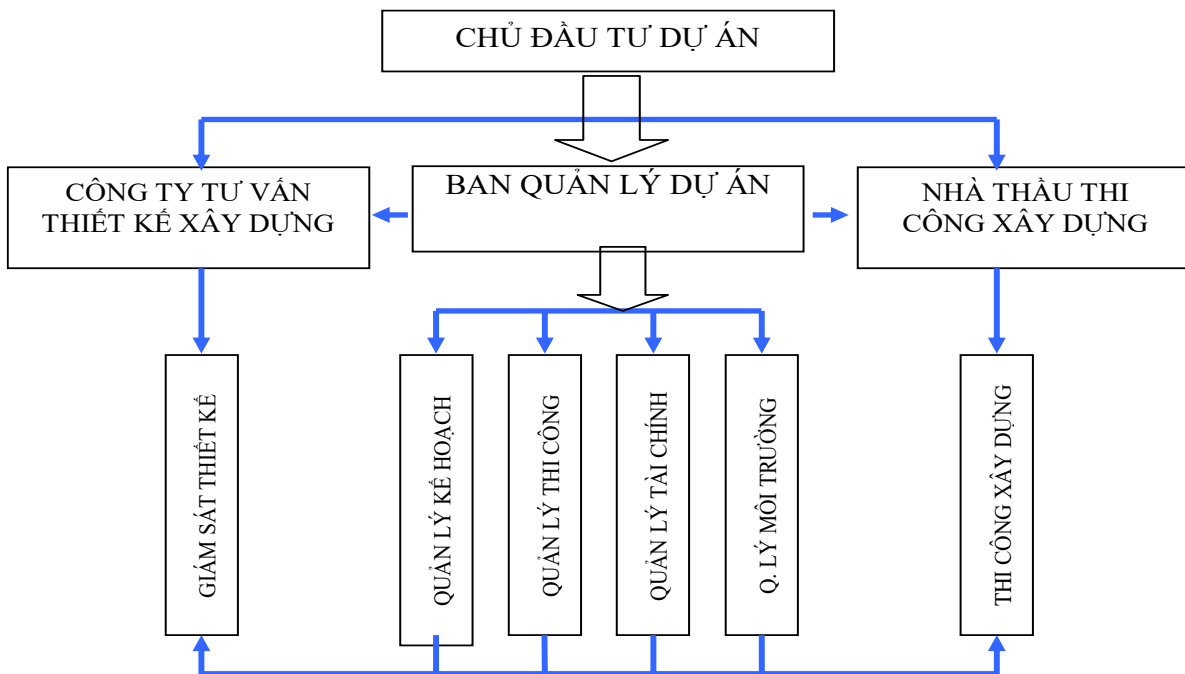 CHỦ ĐẦU TƯ DỰ ÁN
CÔNG TY TƯ VẤN
THIẾT KẾ XÂY DỰNG
BAN QUẢN LÝ DỰ ÁN
NHÀ THẦU THI
CÔNG XÂY DỰNG
GIÁM SÁT THIẾT KẾ
QUẢN LÝ KẾ HOẠCH
QUẢN LÝ THI CÔNG
QUẢN LÝ TÀI CHÍNH
Q. LÝ MÔI TRƯỜNG
THI CÔNG XÂY DỰNG